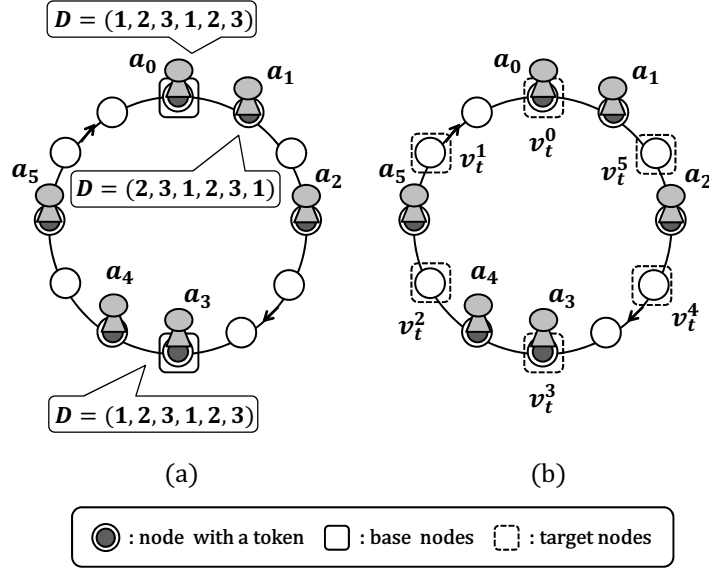 D = (1, 2, 3, 1, 2, 3)
a₀
a₁
D = (2, 3, 1, 2, 3, 1)
a₅
a₂
a₄
a₃
D = (1, 2, 3, 1, 2, 3)
(a)
a₀
a₁
v_t^0
v_t^1
v_t^5
a₅
a₂
a₄
a₃
v_t^2
v_t^4
v_t^3
(b)
: node with a token
: base nodes
: target nodes